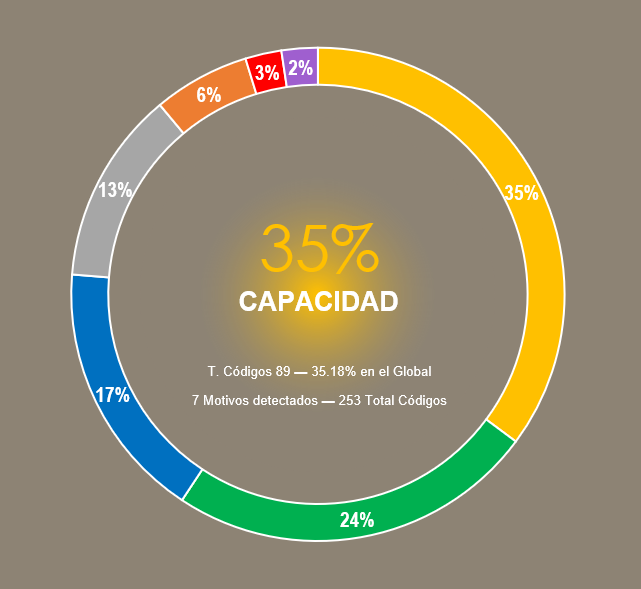 2%
3%
6%
13%
35%
35%
CAPACIDAD
T. Códigos 89 — 35.18% en el Global
17%
7 Motivos detectados — 253 Total Códigos
24%